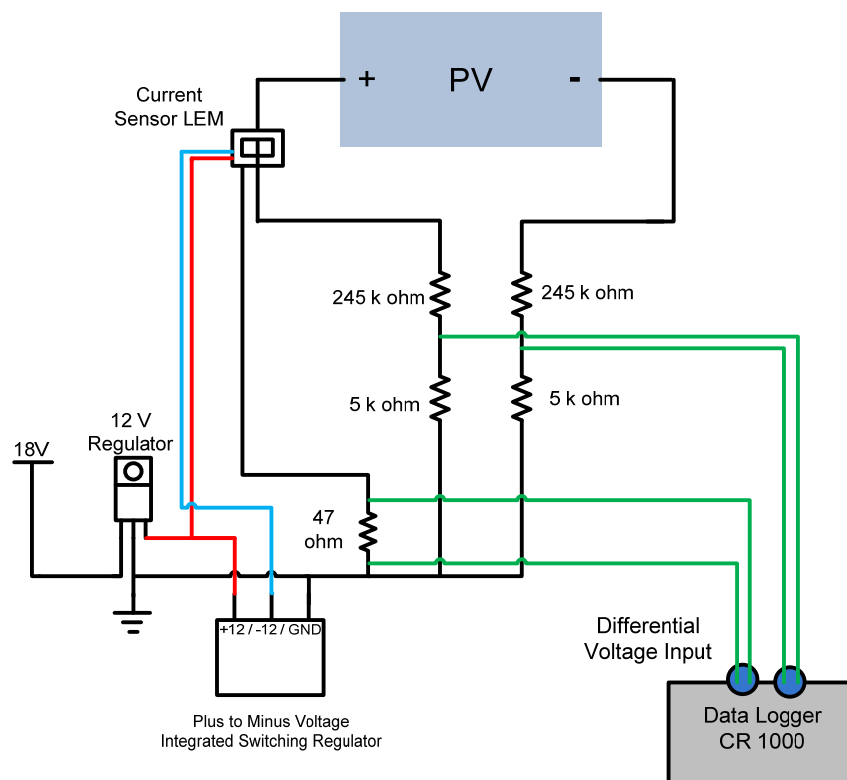 Current
Sensor LEM
+
PV
-
245 k ohm
245 k ohm
5 k ohm
5 k ohm
12 V
Regulator
18V
47
ohm
+12 / -12 / GND
Plus to Minus Voltage
Integrated Switching Regulator
Differential
Voltage Input
Data Logger
CR 1000